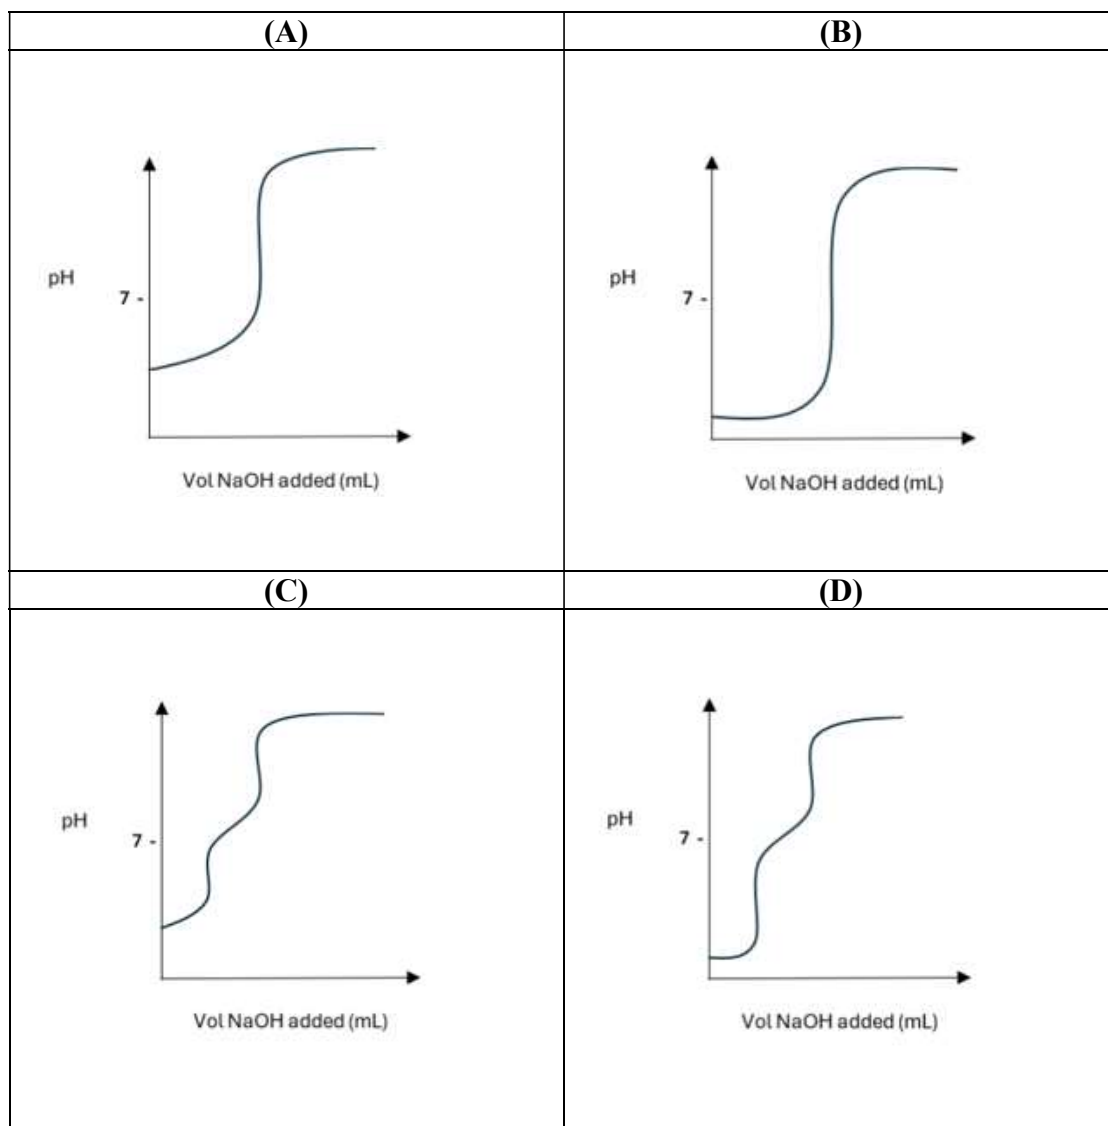 (A) (B)
pH
7 -
Vol NaOH added (mL)
pH
7 -
Vol NaOH added (mL)
(C) (D)
pH
7 -
Vol NaOH added (mL)
pH
7 -
Vol NaOH added (mL)